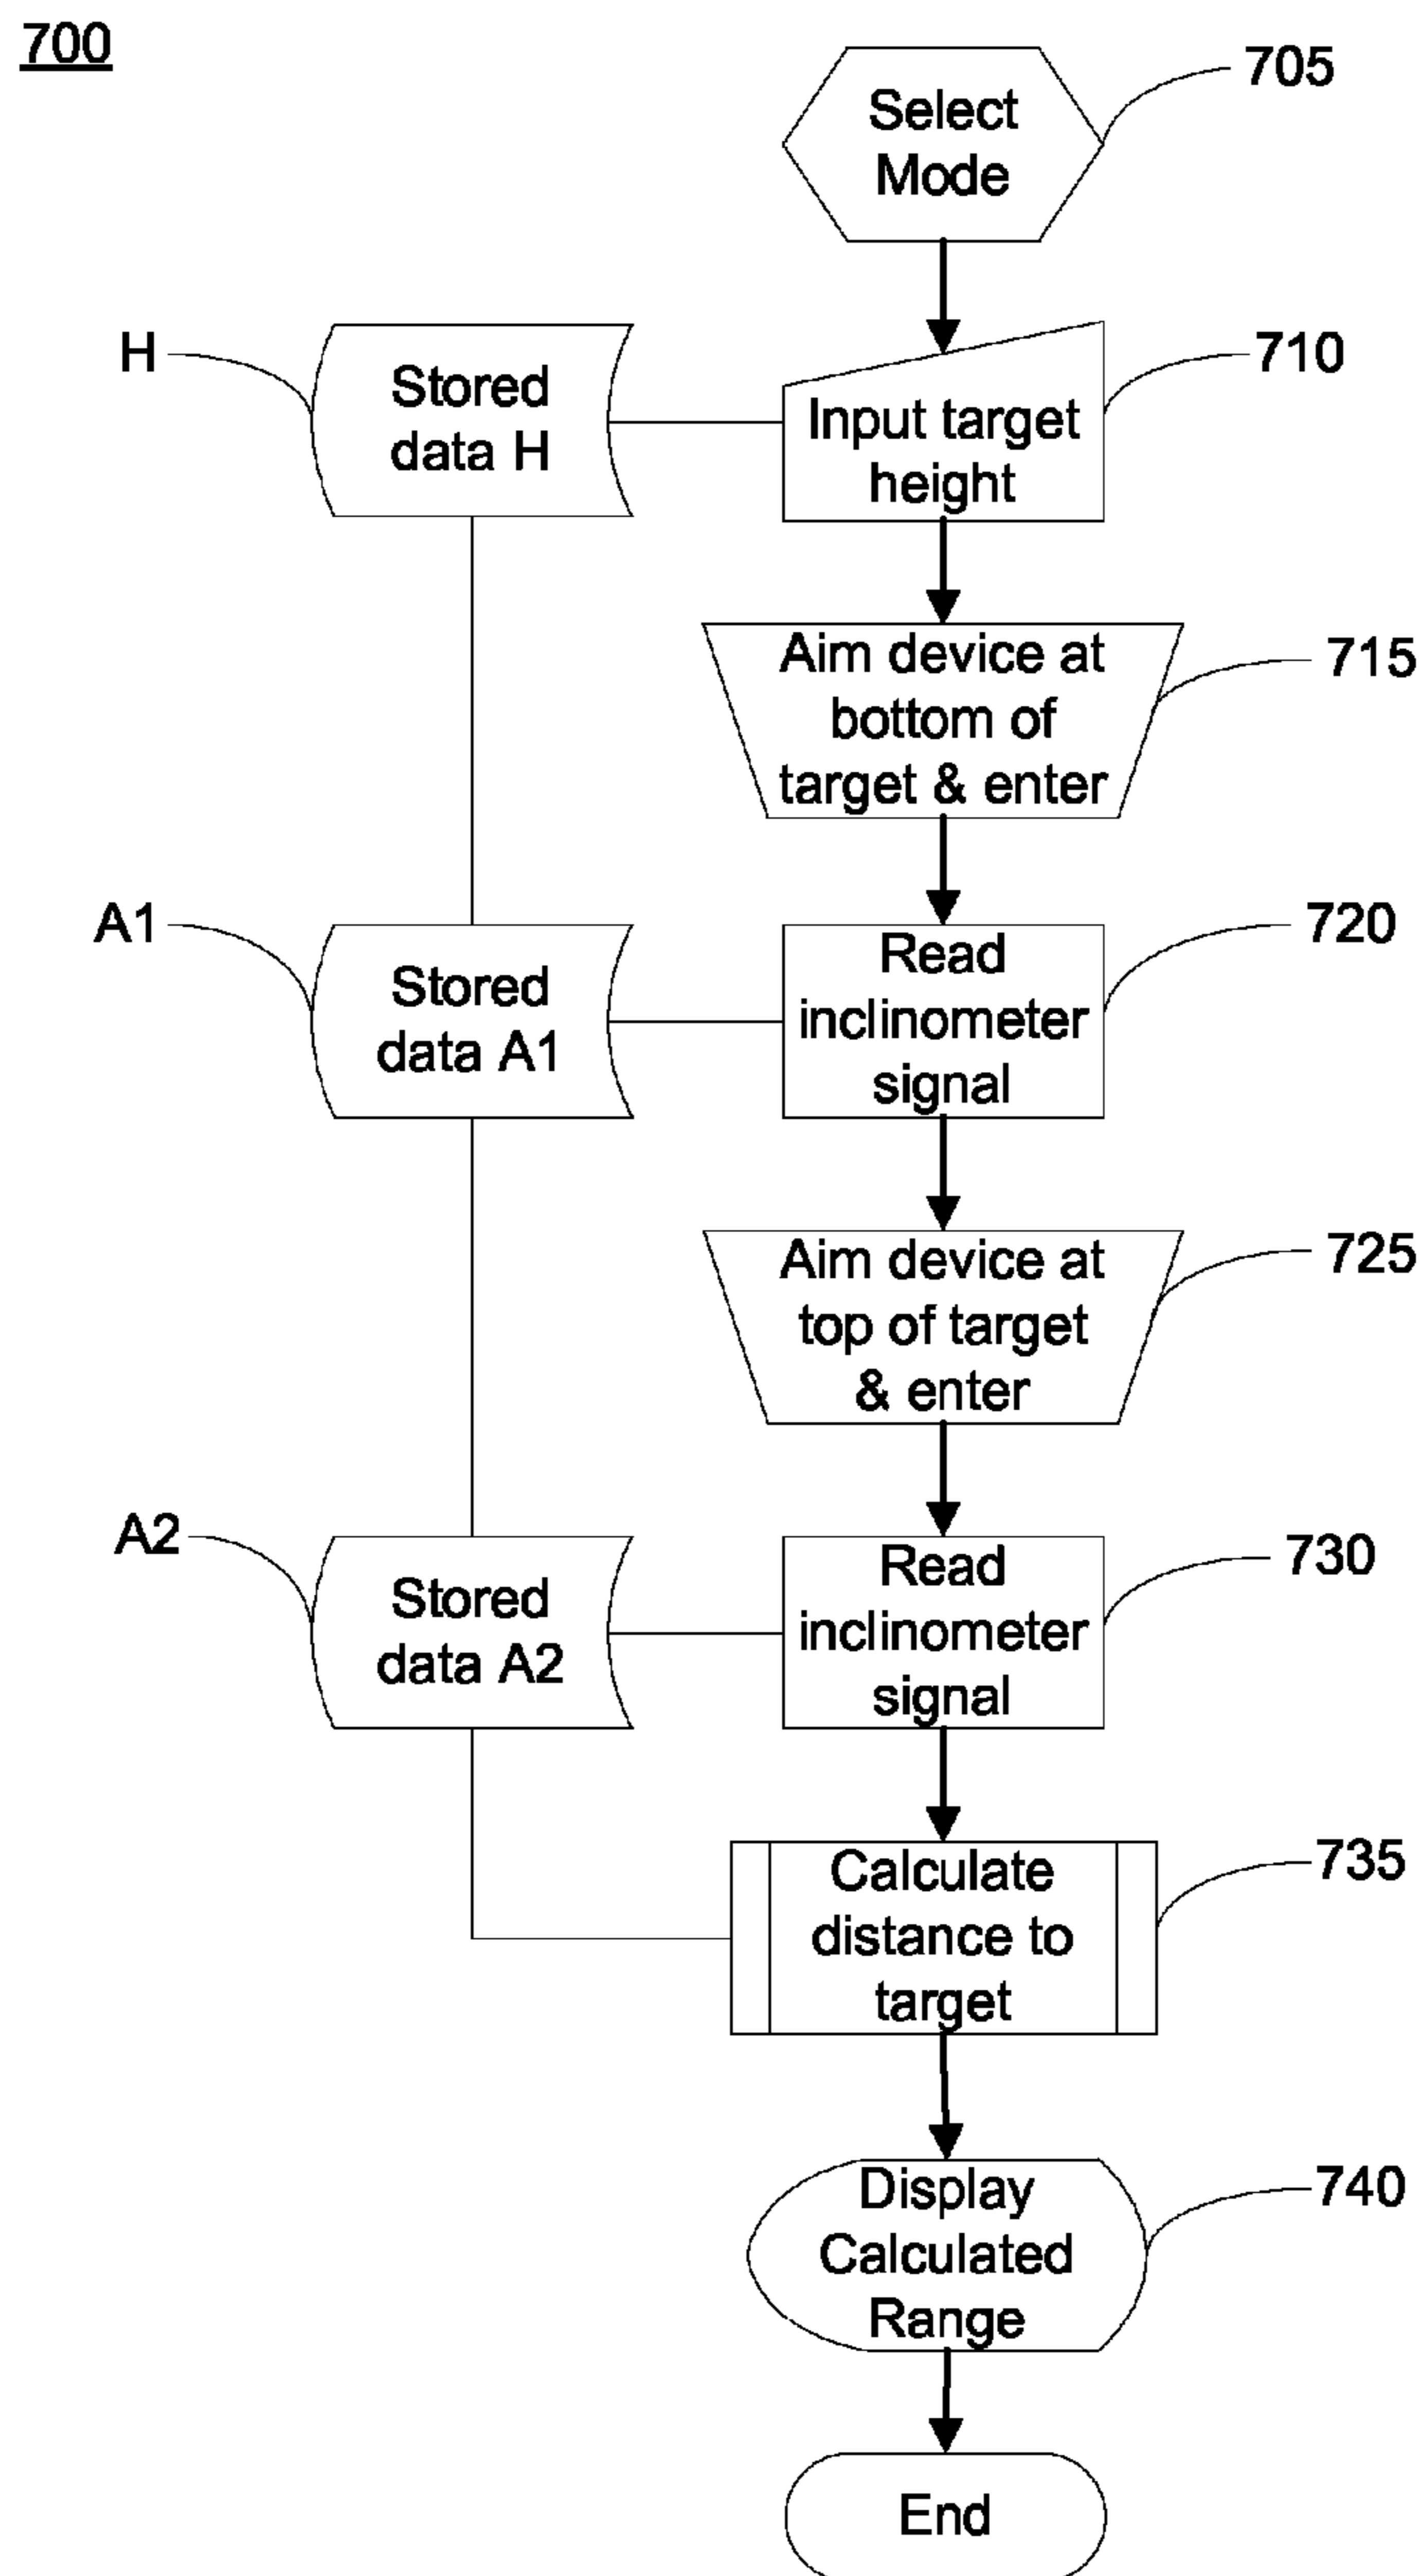 700
Select
Mode
705
H
Stored
data H
Input target
height
710
Aim device at
bottom of
target & enter
715
A1
Stored
data A1
Read
inclinometer
signal
720
Aim device at
top of target
& enter
725
A2
Stored
data A2
Read
inclinometer
signal
730
Calculate
distance to
target
735
Display
Calculated
Range
740
End